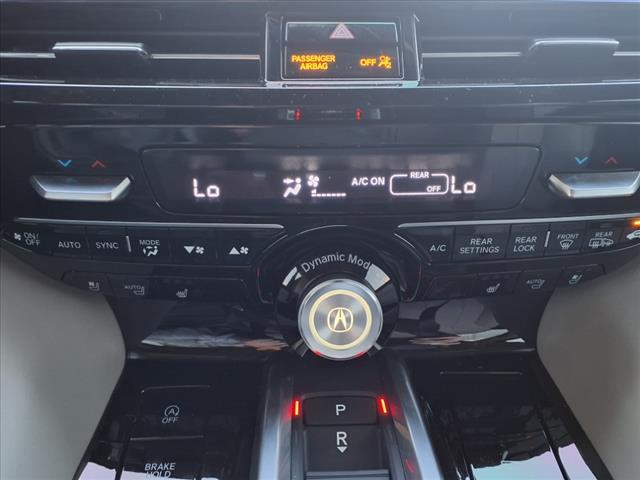 PASSENGER OFF
AIRBAG
Lo A/C ON REAR OFF Lo
ON/OFF AUTO SYNC MODE A/C REAR SETTINGS REAR LOCK FRONT REAR
AUTO AUTO
Dynamic Mod
A OFF
P
R
BRAKE
HOLD